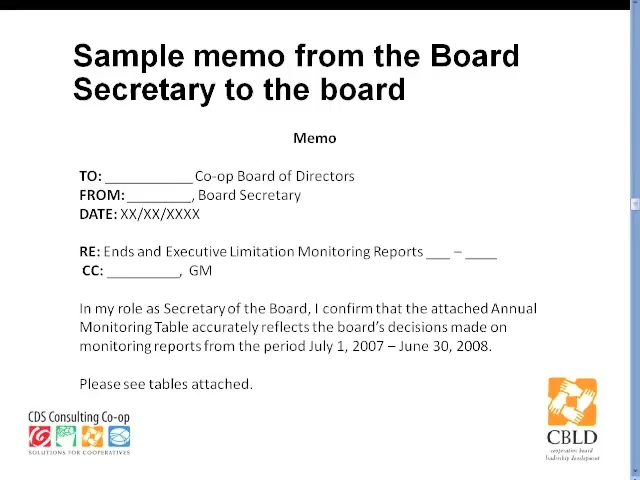 Sample memo from the Board
Secretary to the board
Memo
TO: ___________ Co-op Board of Directors
FROM: ________, Board Secretary
DATE: XX/XX/XXXX
RE: Ends and Executive Limitation Monitoring Reports ___ – ____
CC: _________, GM
In my role as Secretary of the Board, I confirm that the attached Annual
Monitoring Table accurately reflects the board’s decisions made on
monitoring reports from the period July 1, 2007 – June 30, 2008.
Please see tables attached.
CDS Consulting Co-op
SOLUTIONS FOR COOPERATIVES
CBLD
cooperative board
leadership development